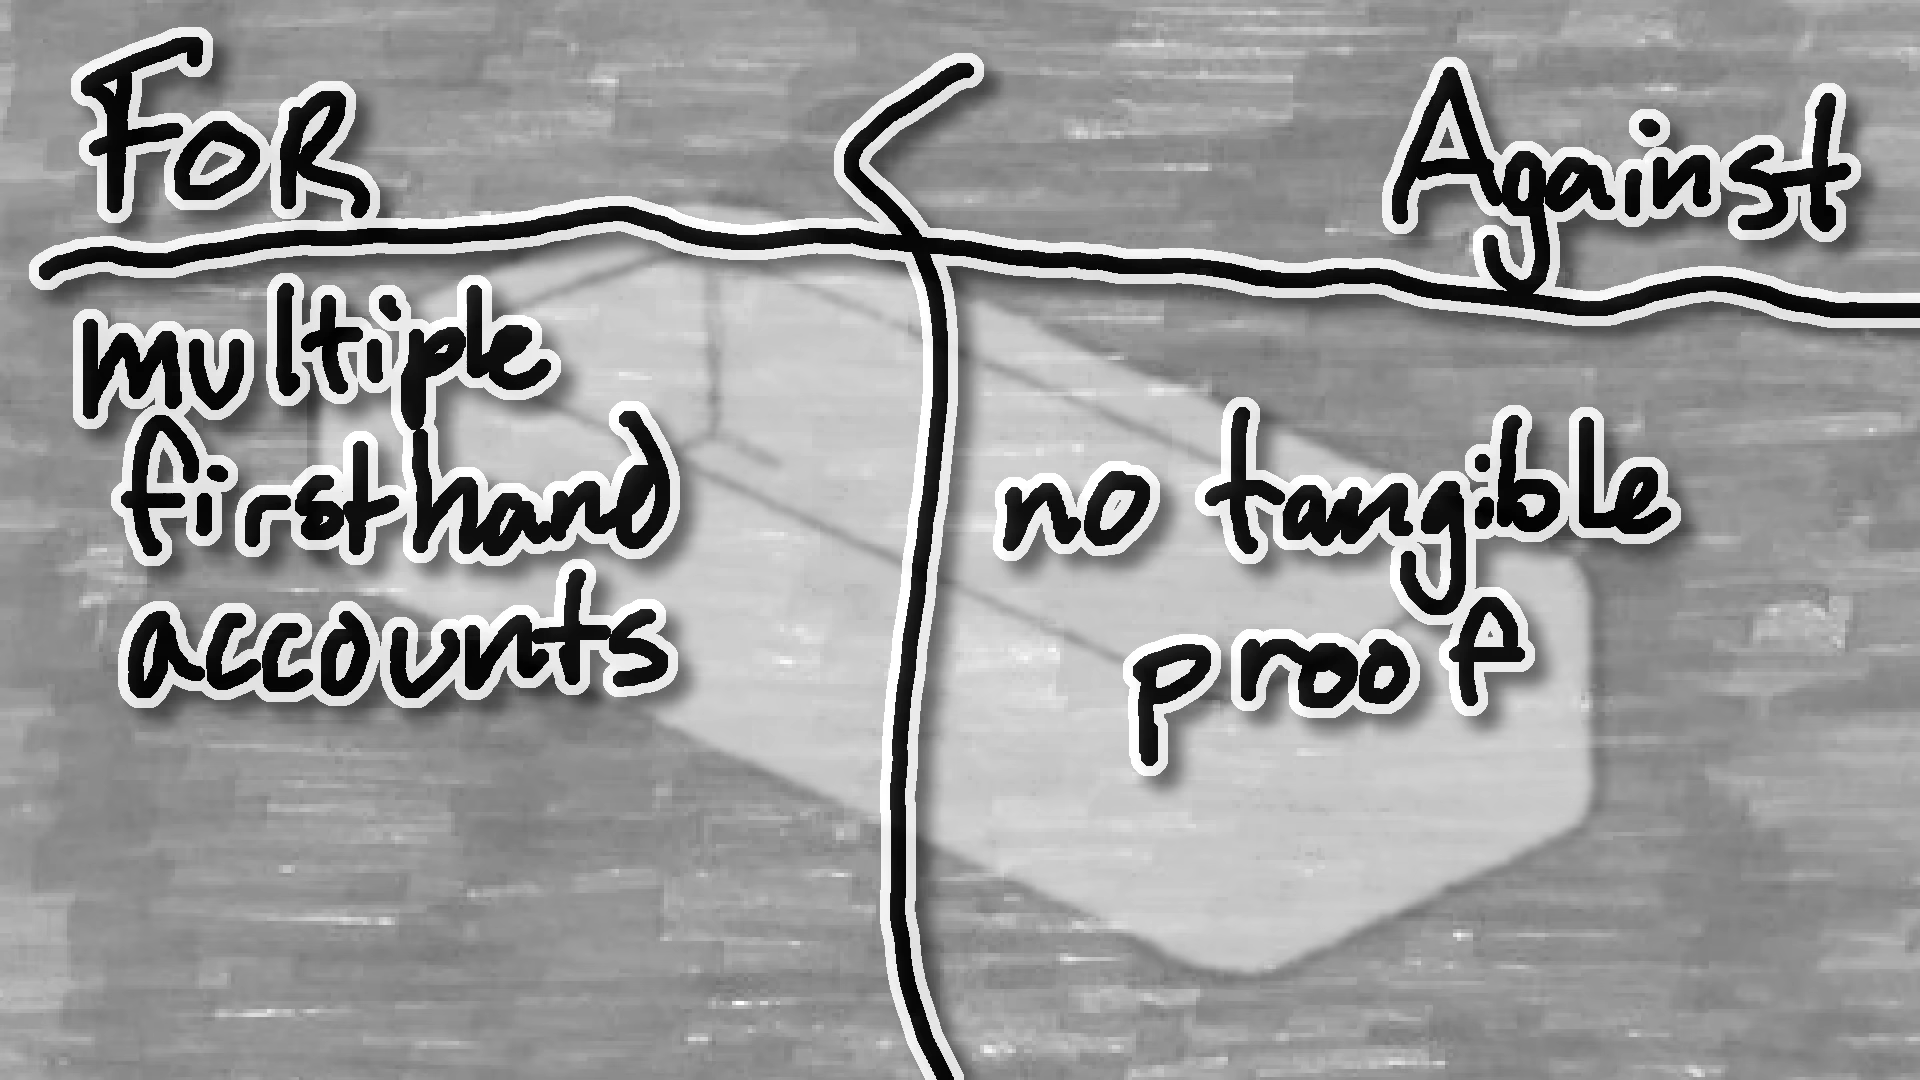 FOR
Against
multiple
firsthand
accounts
no tangible
proof